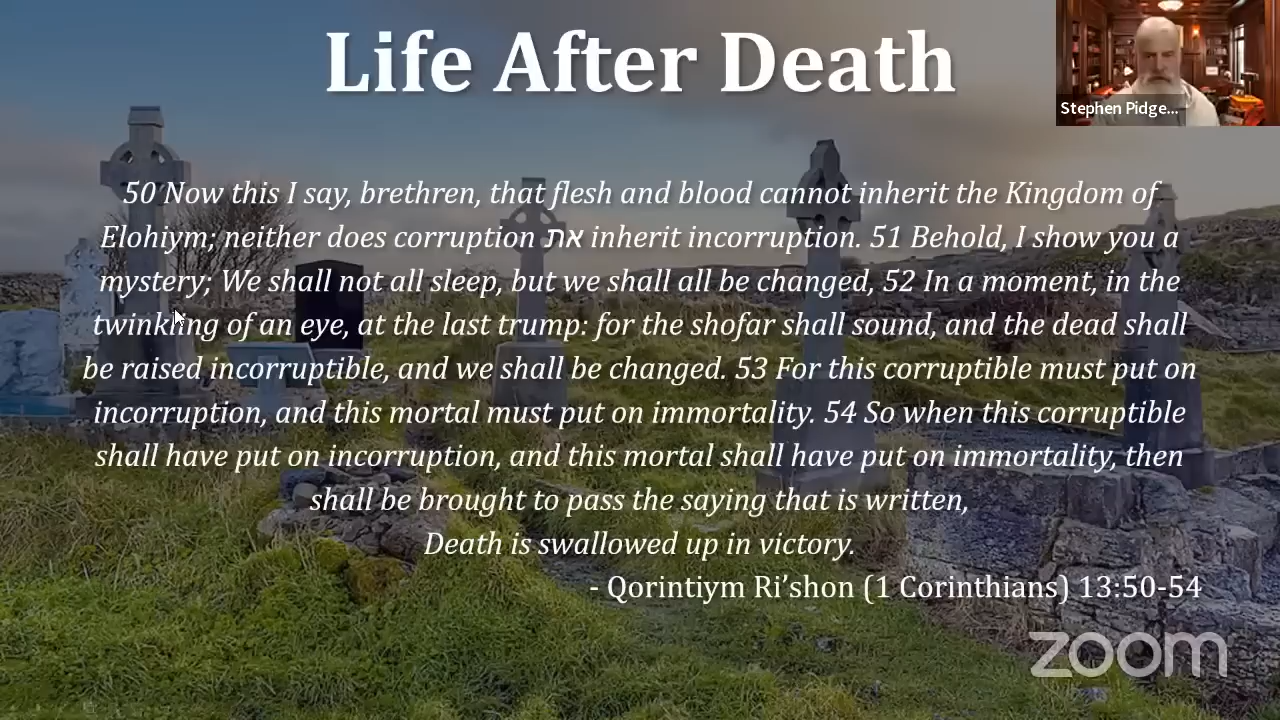 Life After Death
Stephen Pidge...
50 Now this I say, brethren, that flesh and blood cannot inherit the Kingdom of
Elohiym; neither does corruption את inherit incorruption. 51 Behold, I show you a
mystery; We shall not all sleep, but we shall all be changed, 52 In a moment, in the
twinkling of an eye, at the last trump: for the shofar shall sound, and the dead shall
be raised incorruptible, and we shall be changed. 53 For this corruptible must put on
incorruption, and this mortal must put on immortality. 54 So when this corruptible
shall have put on incorruption, and this mortal shall have put on immortality, then
shall be brought to pass the saying that is written,
Death is swallowed up in victory.
- Qorintiym Ri’shon (1 Corinthians) 13:50-54
zoom